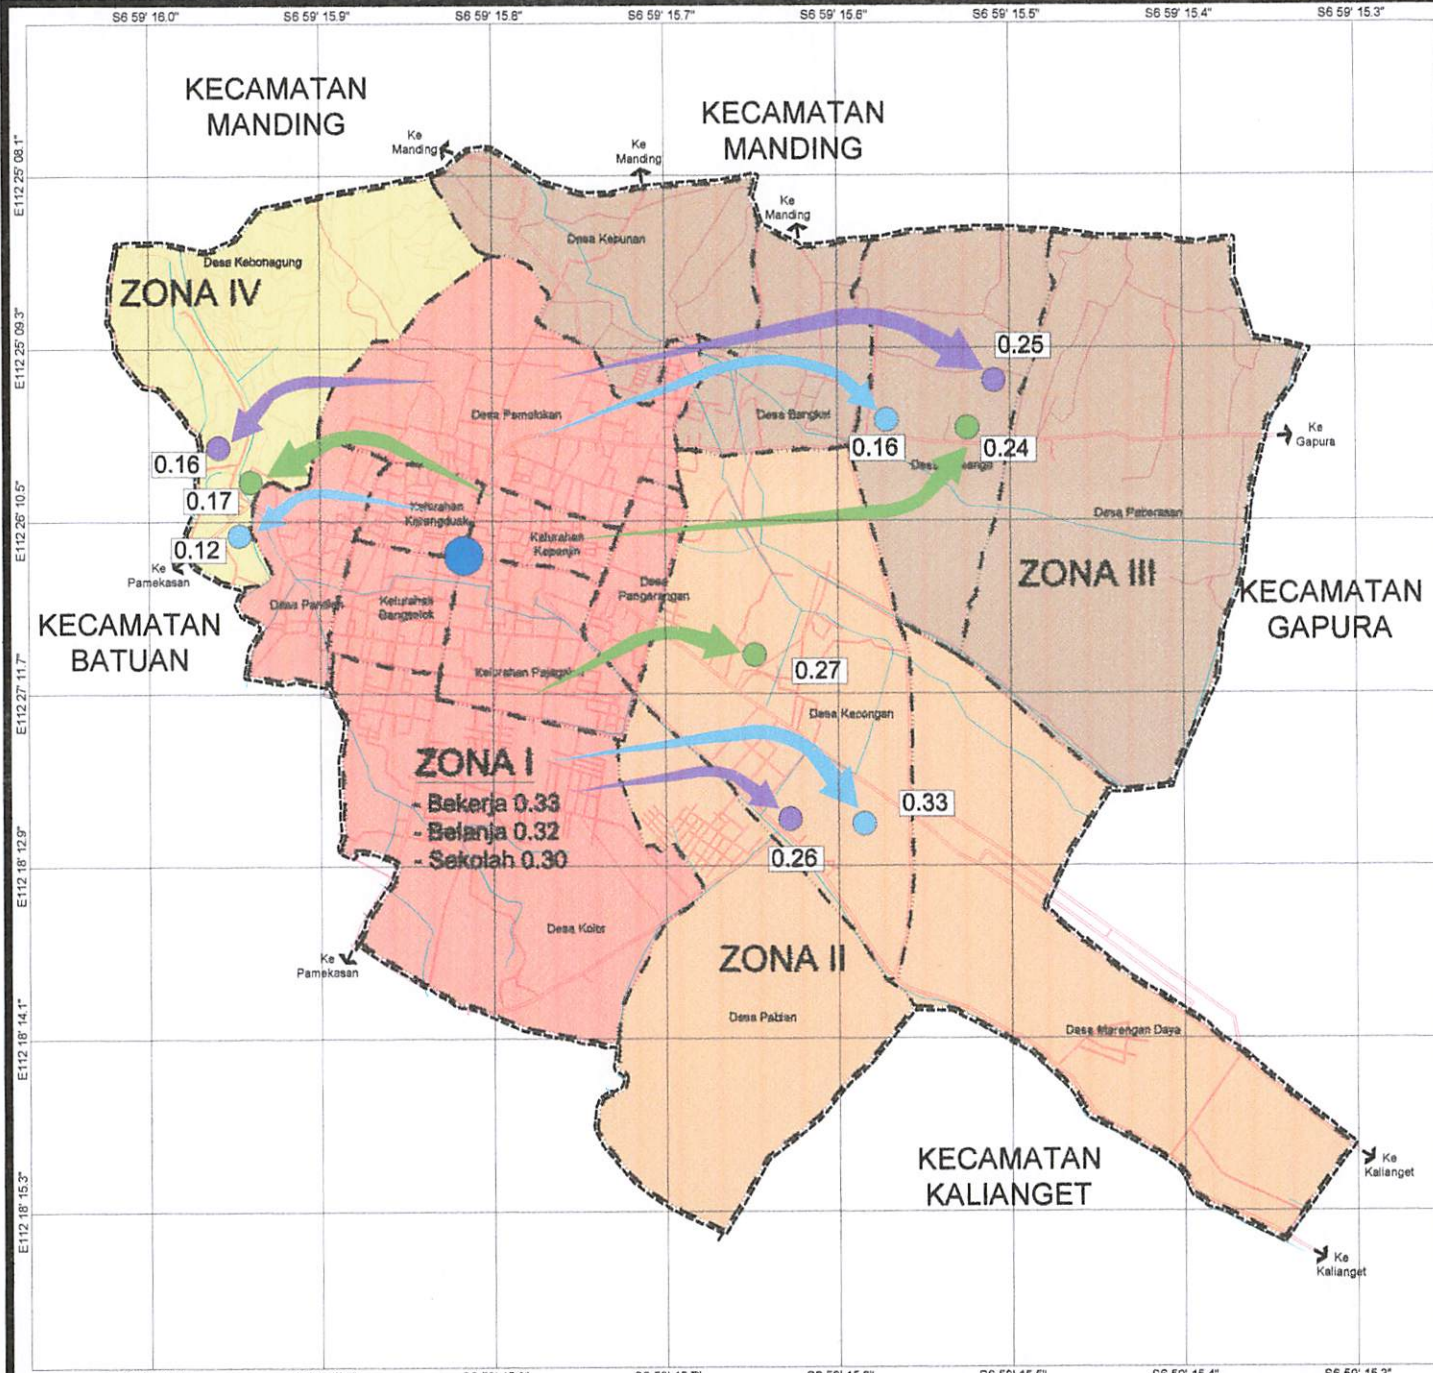 S6 59' 16.0"
S6 59' 15.9"
S6 59' 15.8"
S6 59' 15.7"
S6 59' 15.6"
S6 59' 15.5"
S6 59' 15.4"
S6 59' 15.3"
KECAMATAN
MANDING
KECAMATAN
MANDING
Ke
Manding
Ke
Manding
Ke
Manding
E112 25' 08.1"
Desa Kebunan
Desa Kebonagung
ZONA IV
E112 25' 09.3"
0.25
Desa Pamolokan
Desa Bangkal
0.16
0.24
Ke
Gapura
0.16
0.17
E112 26' 10.5"
Kelurahan
Karangduak
Kelurahan
Kepanjin
Desa Paberasan
0.12
Ke
Pamekasan
ZONA III
Desa
Pangarangan
Desa Pandian
Kelurahan
Bangselok
KECAMATAN
GAPURA
KECAMATAN
BATUAN
E112 27' 11.7"
Kelurahan Pajagalan
0.27
Desa Kacongan
ZONA I
- Bekerja 0.33
- Belanja 0.32
- Sekolah 0.30
0.33
0.26
E112 18' 12.9"
Desa Kolor
ZONA II
Ke
Pamekasan
Desa Pabian
Desa Marengan Daya
E112 18' 14.1"
KECAMATAN
KALIANGET
Ke
Kalianget
E112 18' 15.3"
Ke
Kalianget